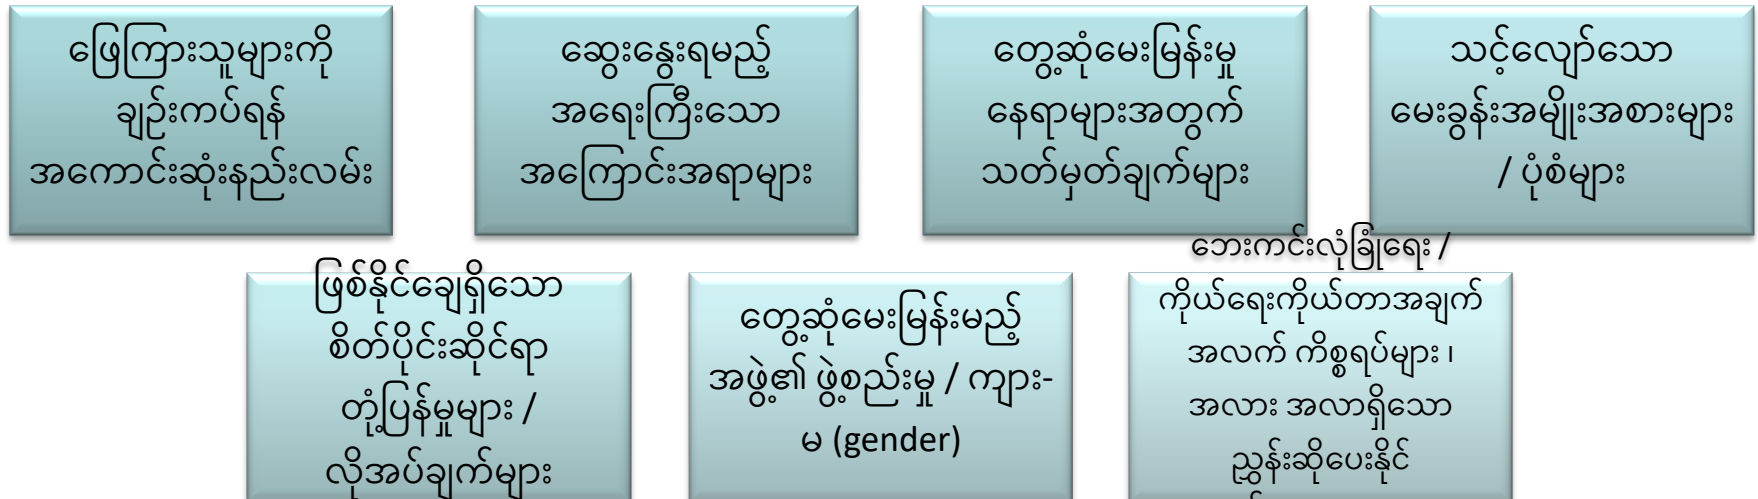 ဖြေကြားသူများကို
ချဉ်းကပ်ရန်
အကောင်းဆုံးနည်းလမ်း
ဆွေးနွေးရမည့်
အရေးကြီးသော
အကြောင်းအရာများ
တွေ့ဆုံမေးမြန်းမှု
နေရာများအတွက်
သတ်မှတ်ချက်များ
သင့်လျော်သော
မေးခွန်းအမျိုးအစားများ
/ ပုံစံများ
ဖြစ်နိုင်ချေရှိသော
စိတ်ပိုင်းဆိုင်ရာ
တုံ့ပြန်မှုများ /
လိုအပ်ချက်များ
တွေ့ဆုံမေးမြန်းမည့်
အဖွဲ့၏ ဖွဲ့စည်းမှု / ကျား-
မ (gender)
ဘေးကင်းလုံခြုံရေး /
ကိုယ်ရေးကိုယ်တာအချက်
အလက် ကိစ္စရပ်များ ၊
အလား အလာရှိသော
ညွှန်းဆိုပေးနိုင်